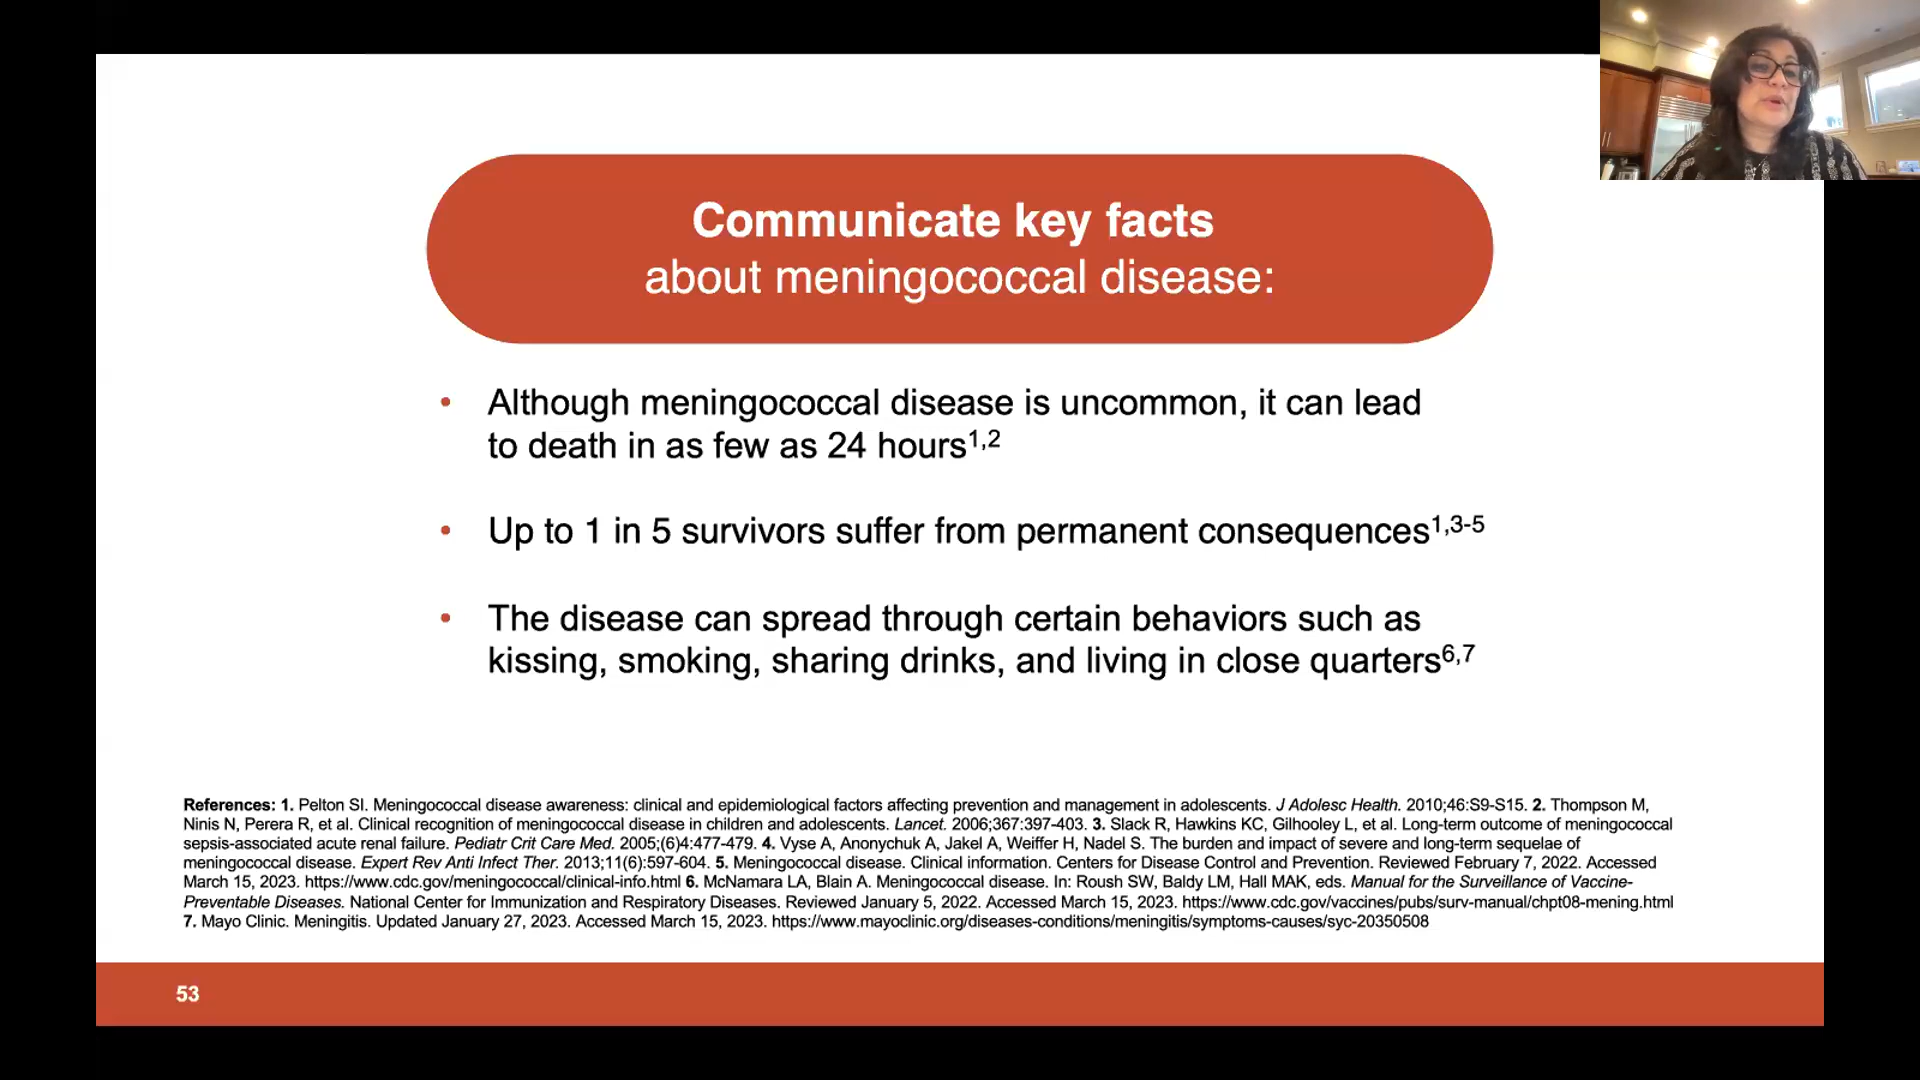 Communicate key facts
about meningococcal disease:
• Although meningococcal disease is uncommon, it can lead
to death in as few as 24 hours1,2
• Up to 1 in 5 survivors suffer from permanent consequences1,3-5
• The disease can spread through certain behaviors such as
kissing, smoking, sharing drinks, and living in close quarters6,7
References: 1. Pelton SI. Meningococcal disease awareness: clinical and epidemiological factors affecting prevention and management in adolescents. J Adolesc Health. 2010;46:S9-S15. 2. Thompson M,
Ninis N, Perera R, et al. Clinical recognition of meningococcal disease in children and adolescents. Lancet. 2006;367:397-403. 3. Slack R, Hawkins KC, Gilhooley L, et al. Long-term outcome of meningococcal
sepsis-associated acute renal failure. Pediatr Crit Care Med. 2005;(6)4:477-479. 4. Vyse A, Anonychuk A, Jakel A, Weiffer H, Nadel S. The burden and impact of severe and long-term sequelae of
meningococcal disease. Expert Rev Anti Infect Ther. 2013;11(6):597-604. 5. Meningococcal disease. Clinical information. Centers for Disease Control and Prevention. Reviewed February 7, 2022. Accessed
March 15, 2023. https://www.cdc.gov/meningococcal/clinical-info.html 6. McNamara LA, Blain A. Meningococcal disease. In: Roush SW, Baldy LM, Hall MAK, eds. Manual for the Surveillance of Vaccine-
Preventable Diseases. National Center for Immunization and Respiratory Diseases. Reviewed January 5, 2022. Accessed March 15, 2023. https://www.cdc.gov/vaccines/pubs/surv-manual/chpt08-mening.html
7. Mayo Clinic. Meningitis. Updated January 27, 2023. Accessed March 15, 2023. https://www.mayoclinic.org/diseases-conditions/meningitis/symptoms-causes/syc-20350508
53